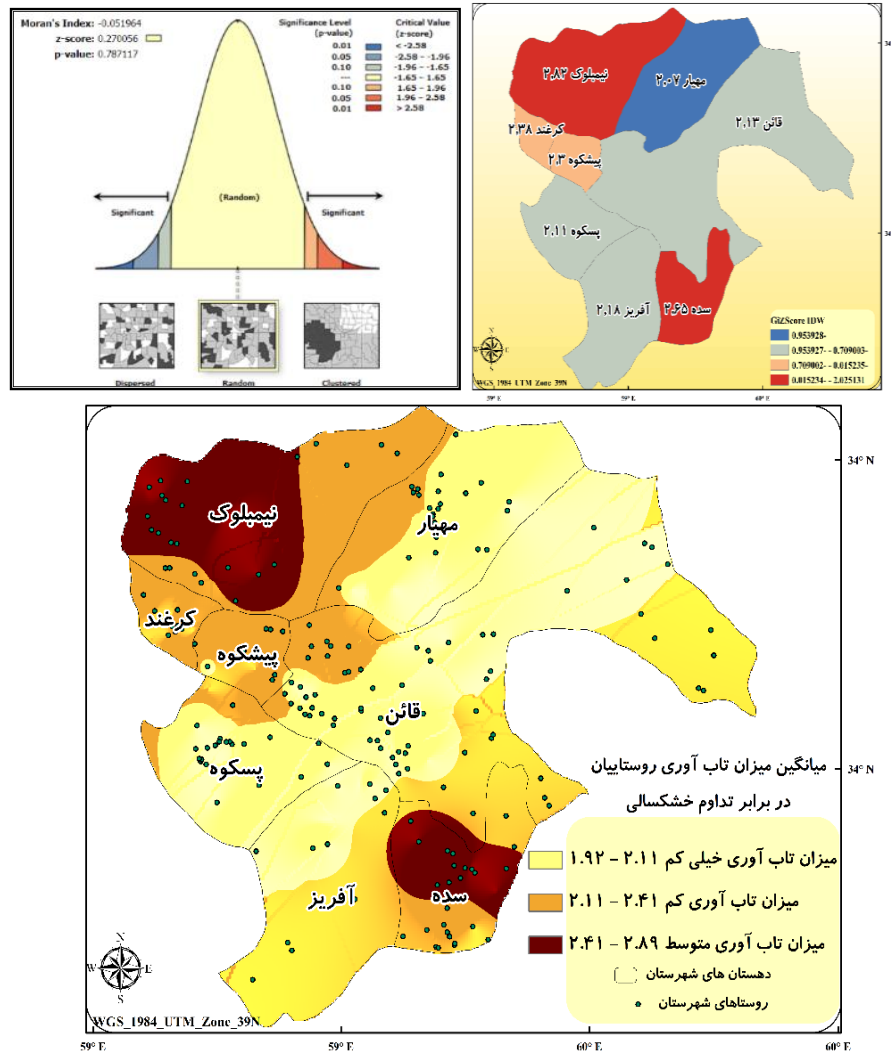 Moran's Index: -0.051964
z-score: 0.270056
p-value: 0.787117
Significance Level
(p-value)
Critical Value
(z-score)
0.01 < -2.58
0.05 -2.58 - -1.96
0.10 -1.96 - -1.65
--- -1.65 - 1.65
0.10 1.65 - 1.96
0.05 1.96 - 2.58
0.01 > 2.58
Significant
(Random)
Significant
Dispersed
Random
Clustered
نیمبلوک ۲.۸۲
مهیار ۲.۰۷
قائن ۲.۱۳
کرغند ۲.۳۸
پیشکوه ۲.۳
پسکوه ۲.۱۱
آفریز ۲.۱۸
سده ۲.۶۵
34° N
34° N
GiZScore IDW
0.953928-
0.953927- - 0.709003-
0.709002- - 0.015235-
0.015234- - 2.025131
N
W E
S
WGS_1984_UTM_Zone_39N
59° E
59° E
60° E
نیمبلوک
مهیار
کرغند
پیشکوه
قائن
پسکوه
آفریز
سده
34° N
34° N
میانگین میزان تاب آوری روستاییان
در برابر تداوم خشکسالی
میزان تاب آوری خیلی کم ۲.۱۱ - ۱.۹۲
میزان تاب آوری کم ۲.۴۱ - ۲.۱۱
میزان تاب آوری متوسط ۲.۸۹ - ۲.۴۱
دهستان های شهرستان
روستاهای شهرستان
N
W E
S
WGS_1984_UTM_Zone_39N
59° E
59° E
60° E
60° E